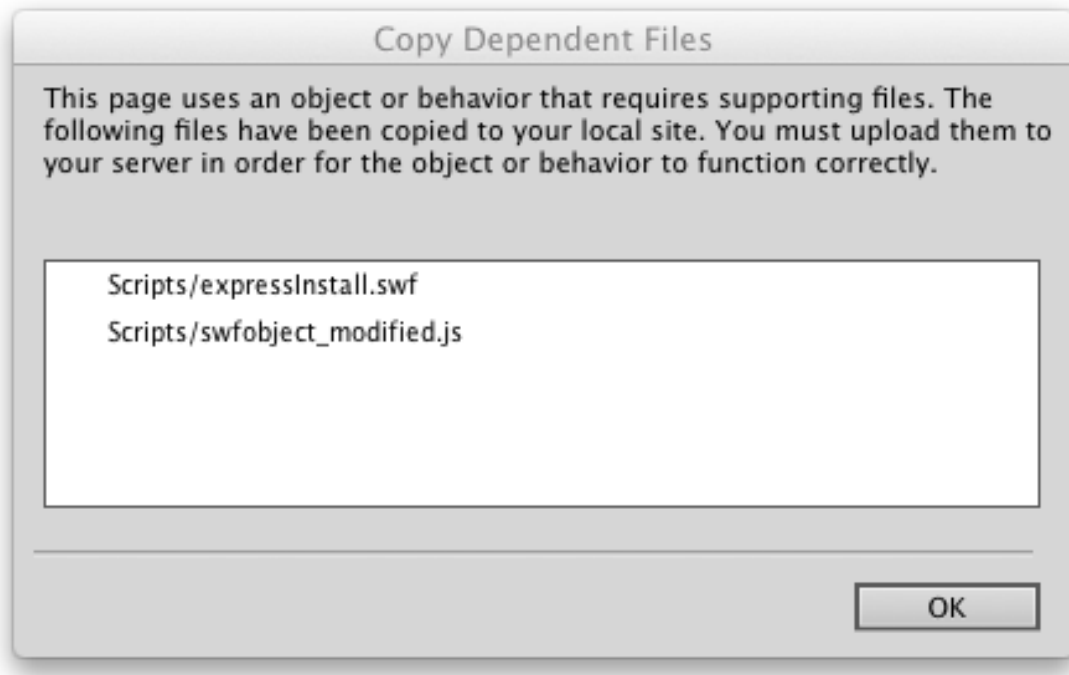 Copy Dependent Files
This page uses an object or behavior that requires supporting files. The
following files have been copied to your local site. You must upload them to
your server in order for the object or behavior to function correctly.
Scripts/expressInstall.swf
Scripts/swfobject_modified.js
OK